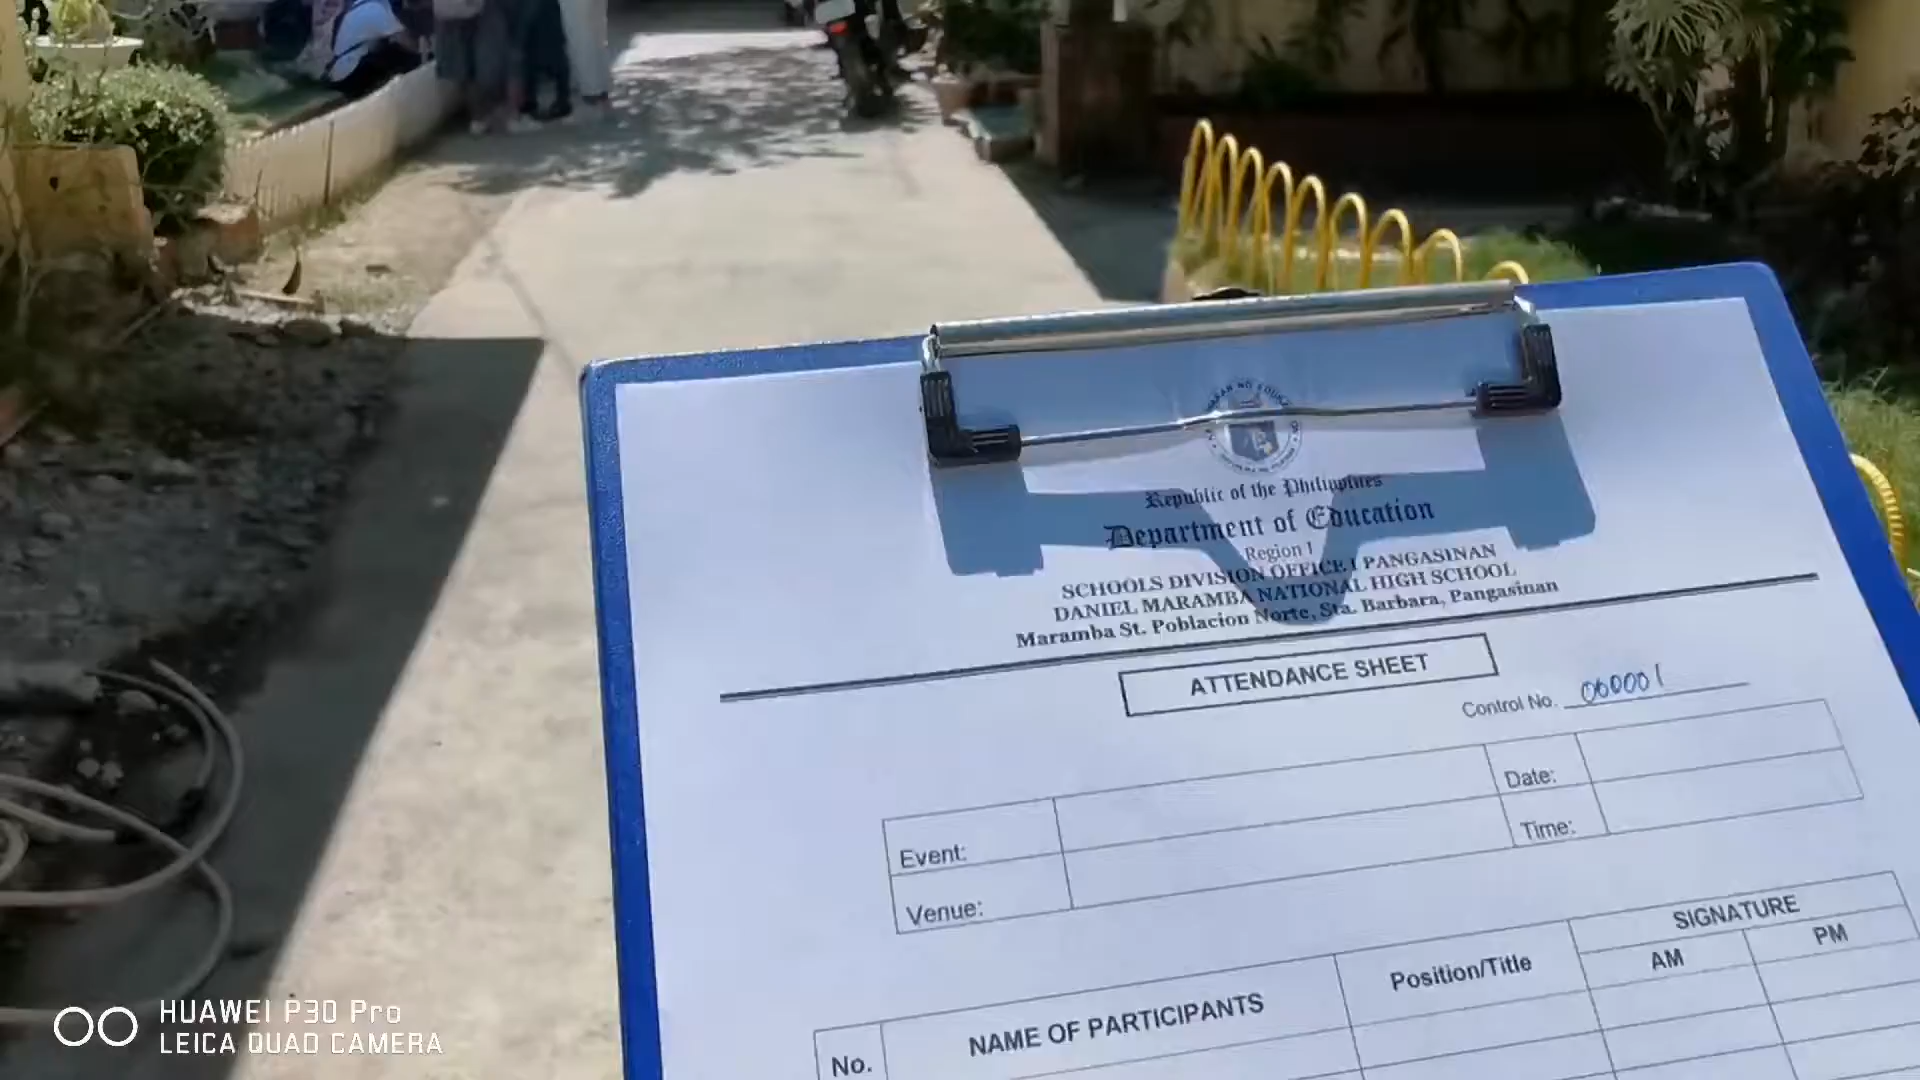 Republic of the Philippines
Department of Education
Region I
SCHOOLS DIVISION OFFICE I PANGASINAN
DANIEL MARAMBA NATIONAL HIGH SCHOOL
Maramba St. Poblacion Norte, Sta. Barbara, Pangasinan
ATTENDANCE SHEET
Control No. 000001
Event:
Date:
Venue:
Time:
No.
NAME OF PARTICIPANTS
Position/Title
SIGNATURE
AM
PM
HUAWEI P30 Pro
LEICA QUAD CAMERA